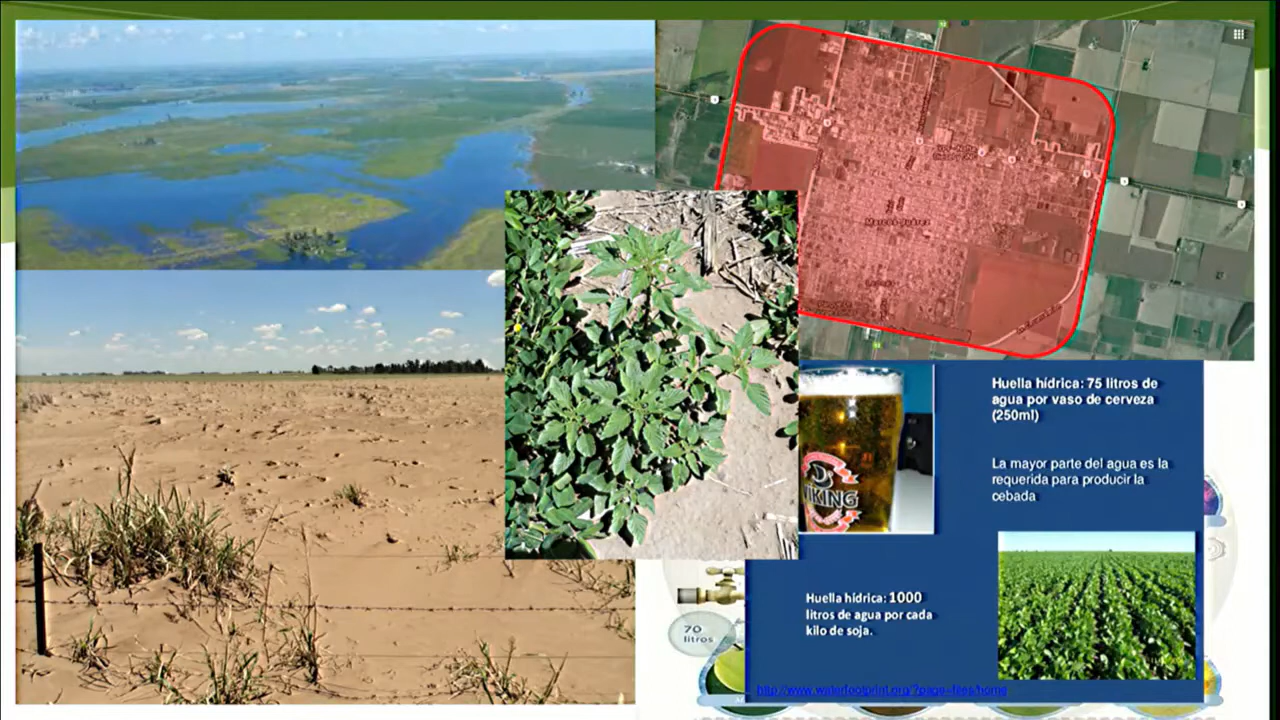 Marcos Juárez
VIKING
Huella hídrica: 75 litros de
agua por vaso de cerveza
(250ml)
La mayor parte del agua es la
requerida para producir la
cebada
Huella hídrica: 1000
litros de agua por cada
kilo de soja.
70
litros
http://www.waterfootprint.org/?page=files/home